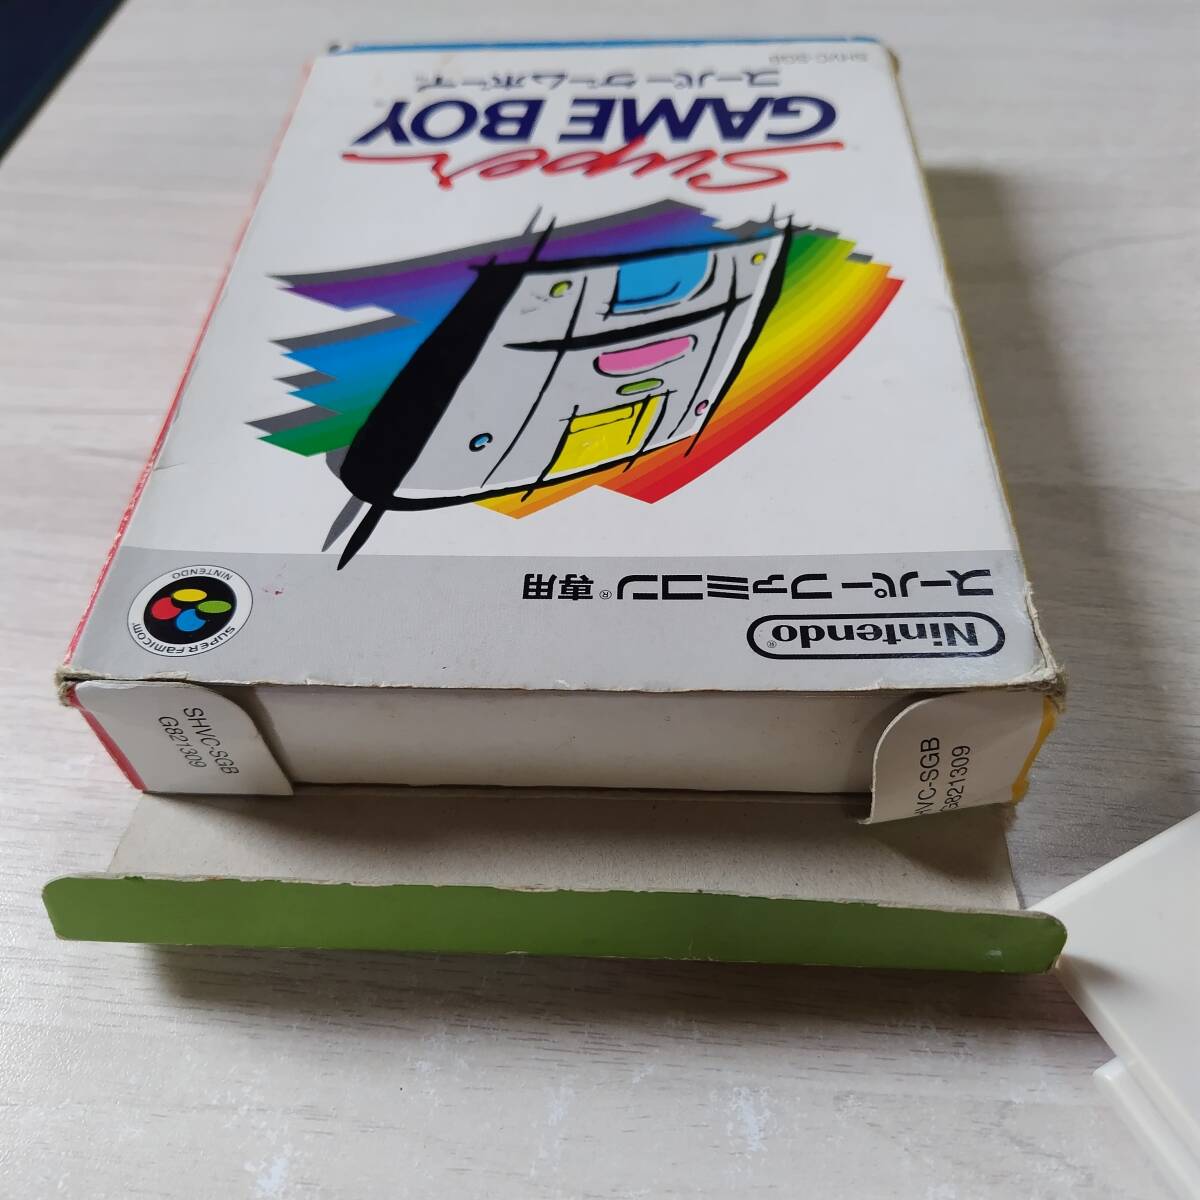 SHVC-SGB
スーパーゲームボーイ
Super
GAME BOY
スーパーファミコン®専用
Nintendo®
NINTENDO
SUPER FAMICOM
SHVC-SGB
G821309
HVC-SGB
G821309